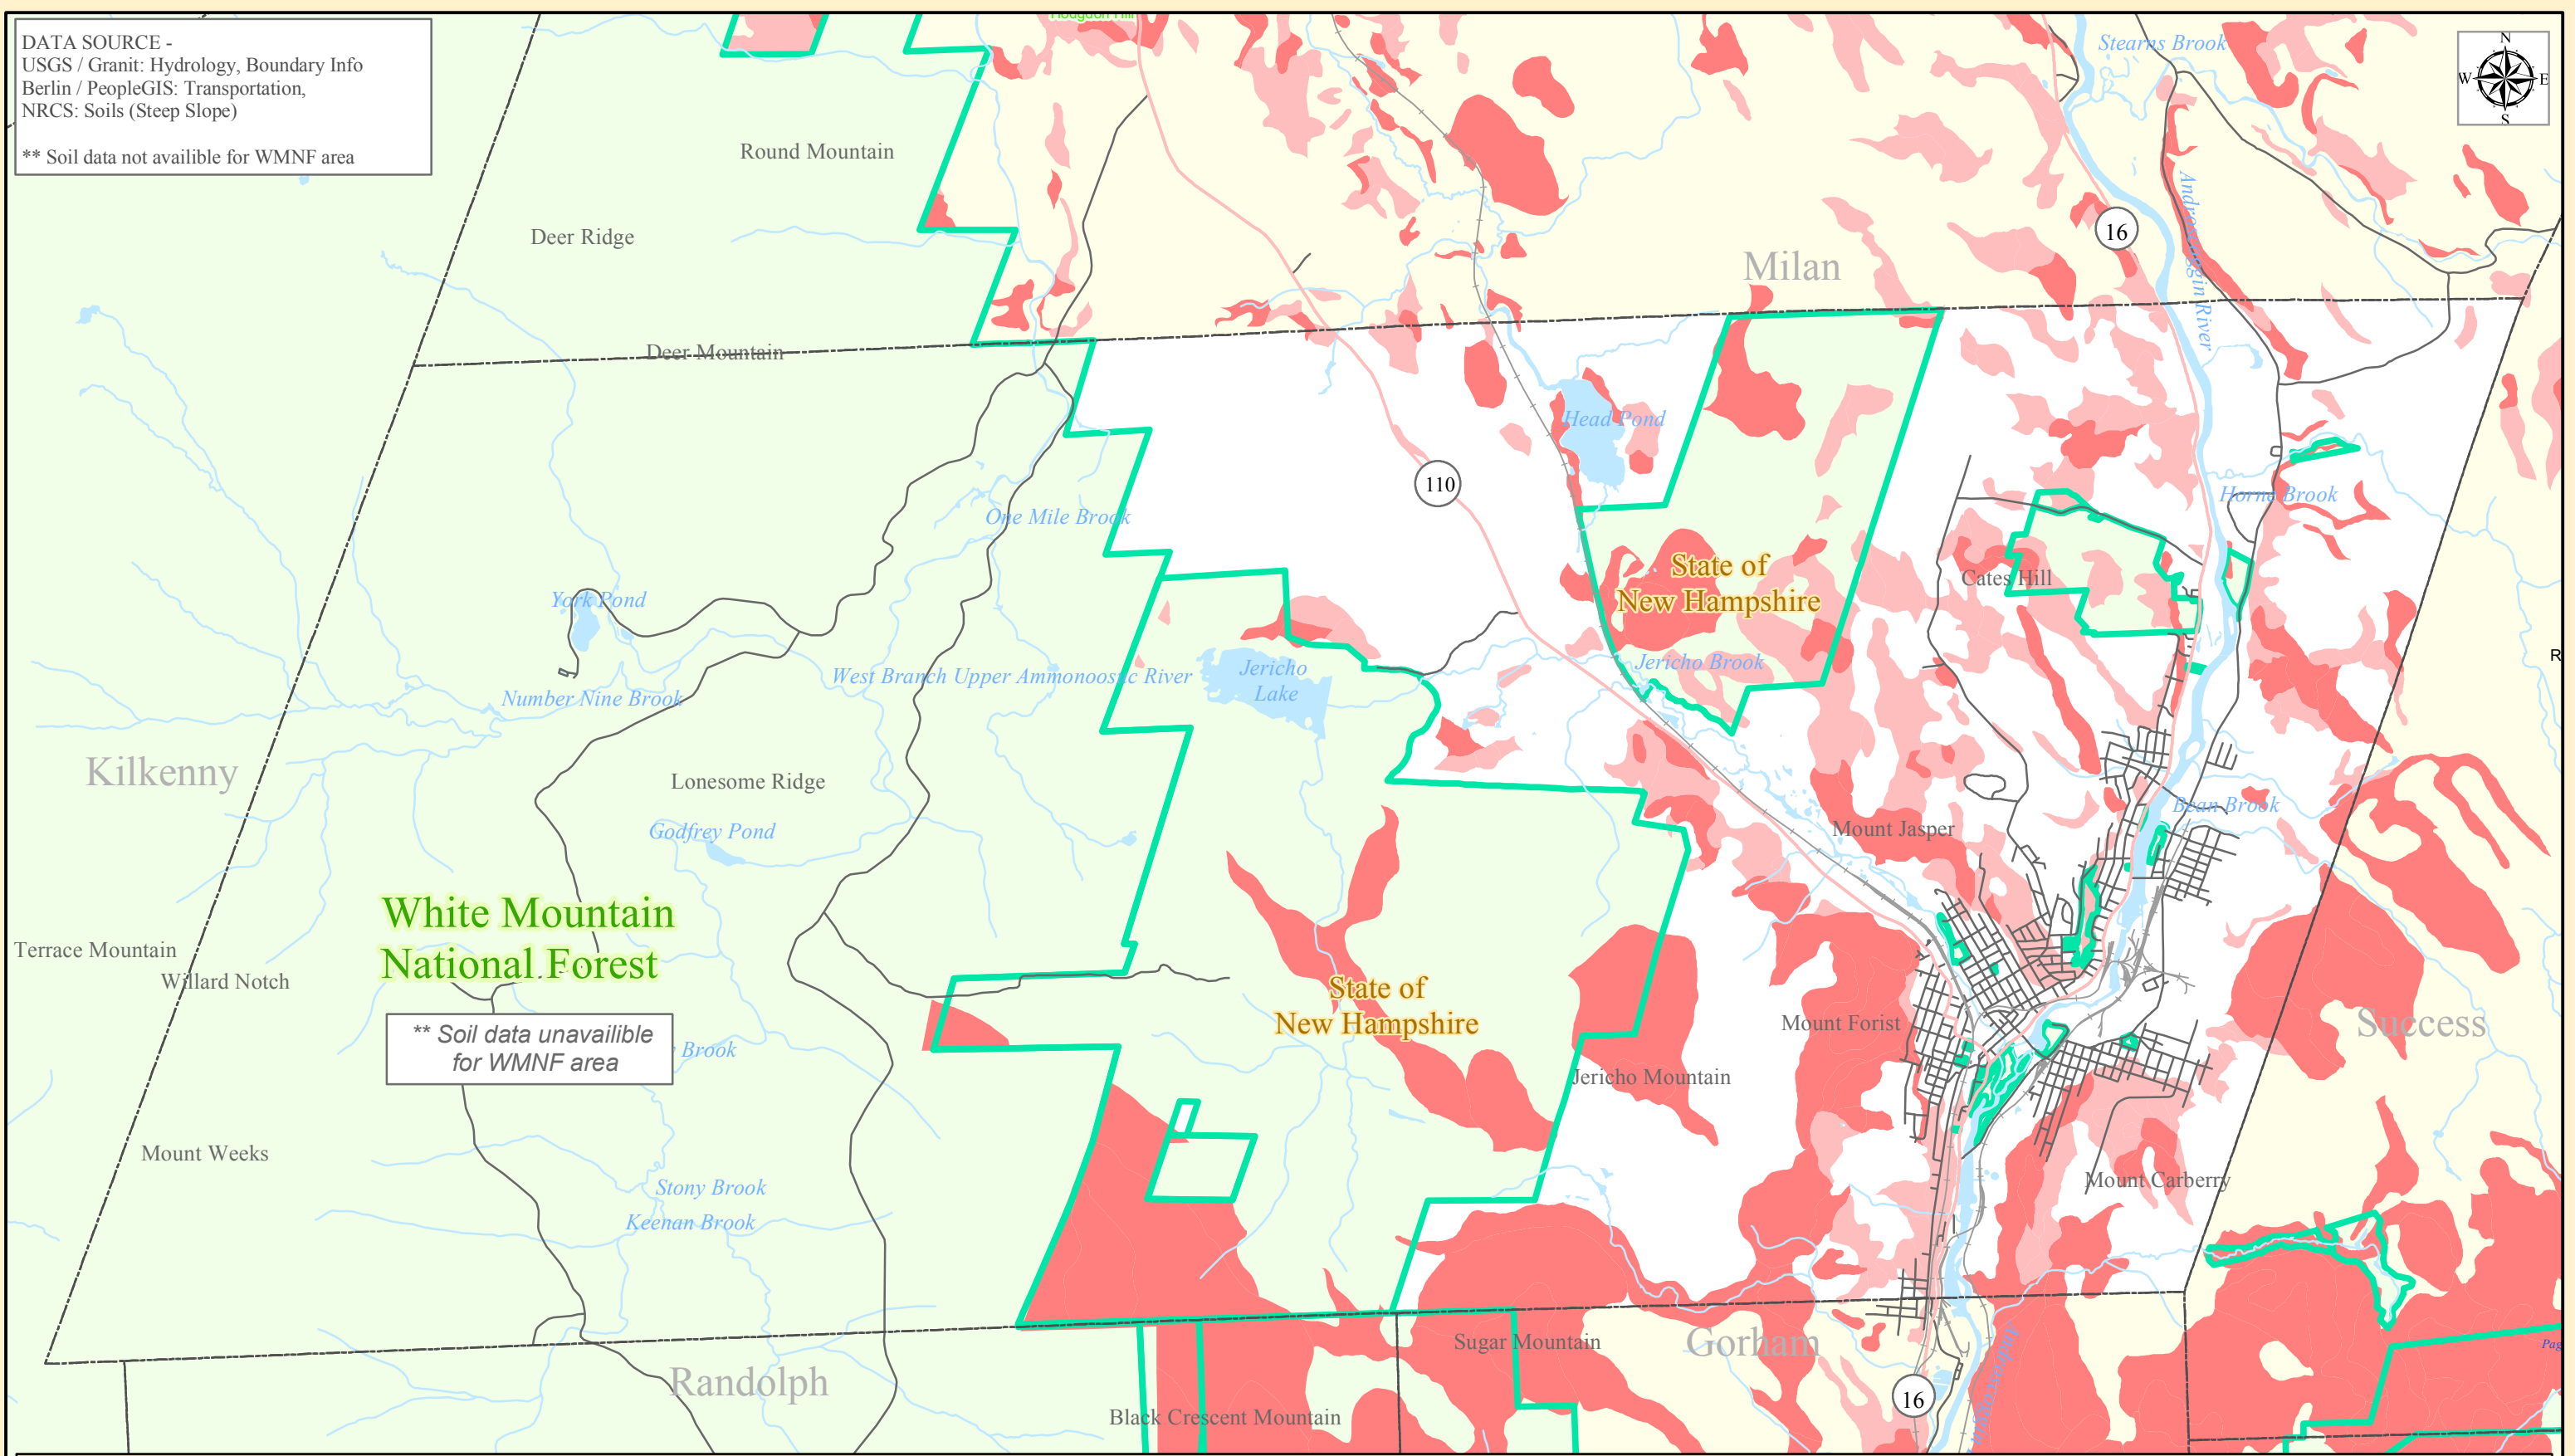 DATA SOURCE -
USGS / Granit: Hydrology, Boundary Info
Berlin / PeopleGIS: Transportation,
NRCS: Soils (Steep Slope)
** Soil data not availible for WMNF area
Hodgdon Hill
Stearns Brook
N
W
E
S
Round Mountain
Deer Ridge
Androscoggin River
16
Milan
Deer Mountain
Head Pond
110
Horne Brook
One Mile Brook
State of
New Hampshire
Cates Hill
York Pond
Jericho Brook
R
Jericho
Lake
West Branch Upper Ammonoosuc River
Number Nine Brook
Kilkenny
Lonesome Ridge
Bean Brook
Godfrey Pond
Mount Jasper
White Mountain
National Forest
Terrace Mountain
Willard Notch
State of
New Hampshire
Mount Forist
Success
** Soil data unavailible
for WMNF area
Brook
Jericho Mountain
Mount Weeks
Mount Carberry
Stony Brook
Keenan Brook
Sugar Mountain
Gorham
Pag
Randolph
16
Black Crescent Mountain